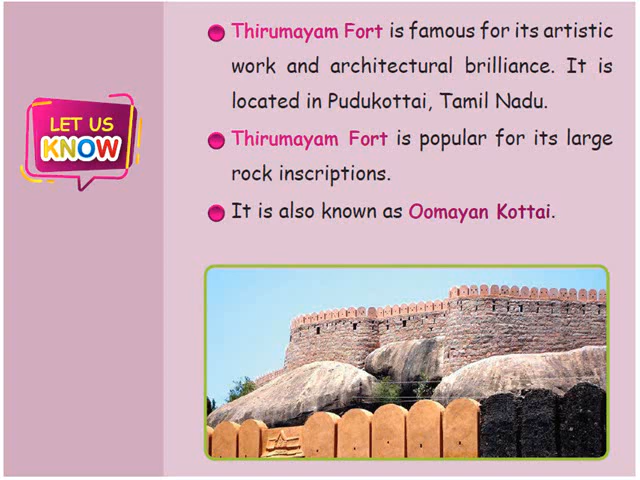 LET US
KNOW
Thirumayam Fort is famous for its artistic
work and architectural brilliance. It is
located in Pudukottai, Tamil Nadu.
Thirumayam Fort is popular for its large
rock inscriptions.
It is also known as Oomayan Kottai.